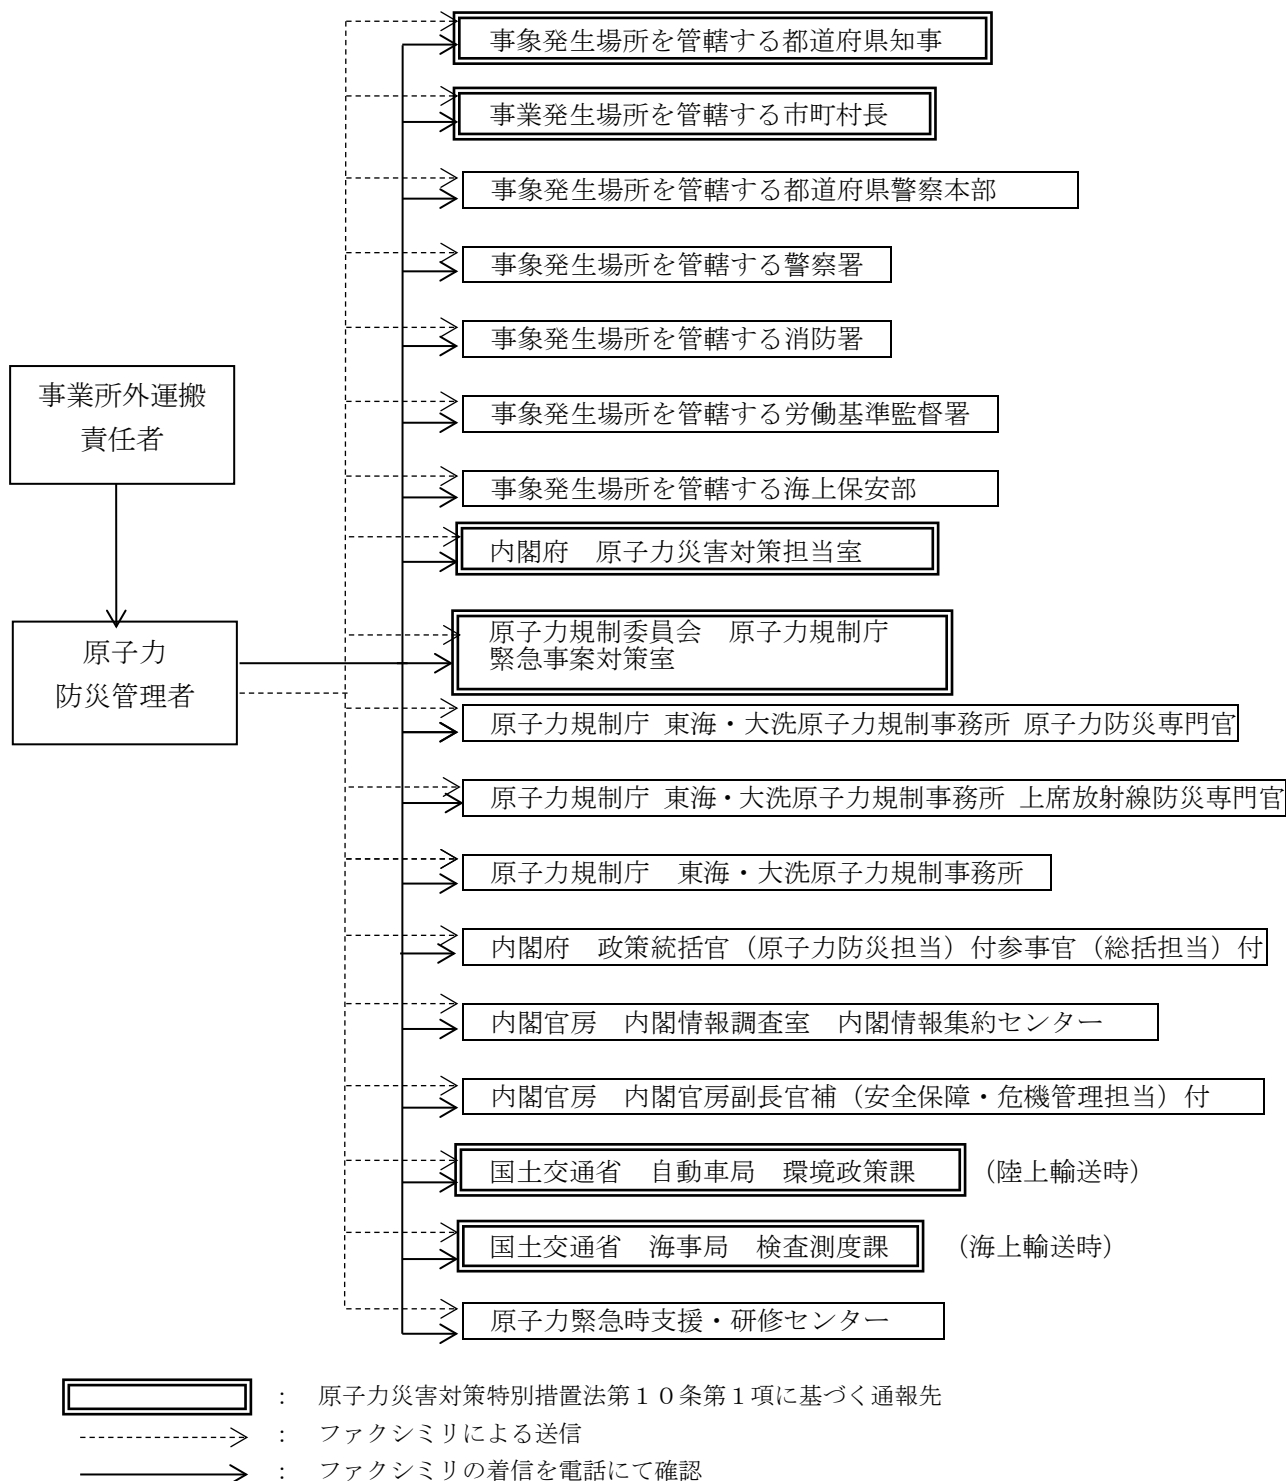 事象発生場所を管轄する都道府県知事
事業発生場所を管轄する市町村長
事象発生場所を管轄する都道府県警察本部
事象発生場所を管轄する警察署
事象発生場所を管轄する消防署
事業所外運搬
責任者
事象発生場所を管轄する労働基準監督署
事象発生場所を管轄する海上保安部
内閣府　原子力災害対策担当室
原子力
防災管理者
原子力規制委員会　原子力規制庁
緊急事案対策室
原子力規制庁 東海・大洗原子力規制事務所 原子力防災専門官
原子力規制庁 東海・大洗原子力規制事務所 上席放射線防災専門官
原子力規制庁　東海・大洗原子力規制事務所
内閣府　政策統括官（原子力防災担当）付参事官（総括担当）付
内閣官房　内閣情報調査室　内閣情報集約センター
内閣官房　内閣官房副長官補（安全保障・危機管理担当）付
国土交通省　自動車局　環境政策課　（陸上輸送時）
国土交通省　海事局　検査測度課　（海上輸送時）
原子力緊急時支援・研修センター
：　原子力災害対策特別措置法第１０条第１項に基づく通報先
：　ファクシミリによる送信
：　ファクシミリの着信を電話にて確認